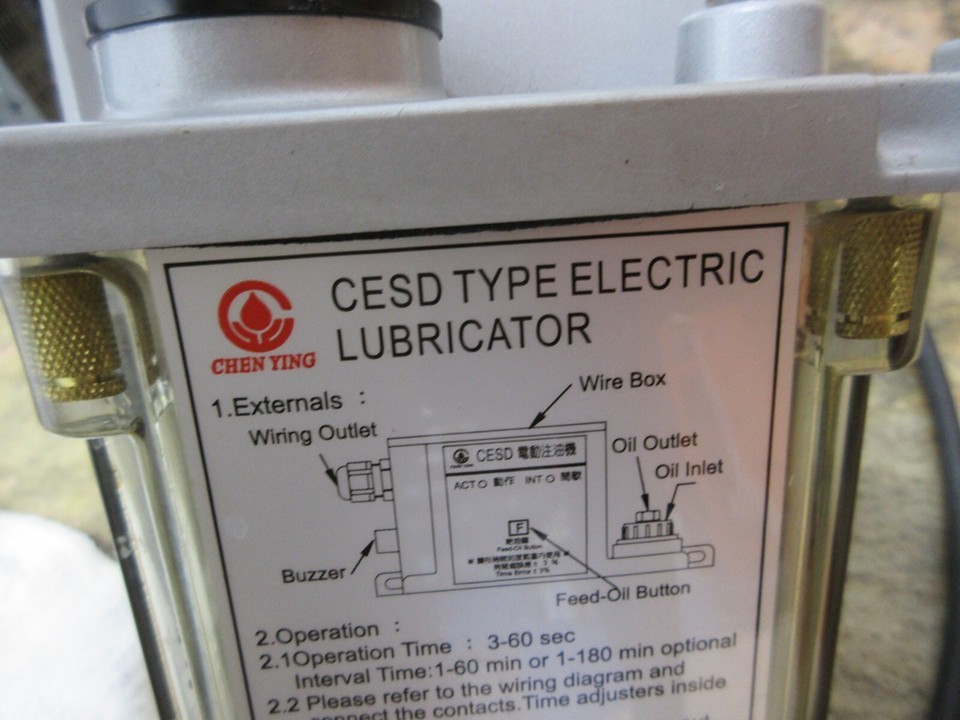 CESD TYPE ELECTRIC
LUBRICATOR
CHEN YING
1.Externals :
Wire Box
Wiring Outlet
Oil Outlet
Oil Inlet
CESD 電動注油機
ACT 動作 INT 間歇
F
Feed-Oil Button
Time Error ± 3%
Buzzer
Feed-Oil Button
2.Operation :
2.1Operation Time : 3-60 sec
Interval Time:1-60 min or 1-180 min optional
2.2 Please refer to the wiring diagram and
connect the contacts.Time adjusters inside